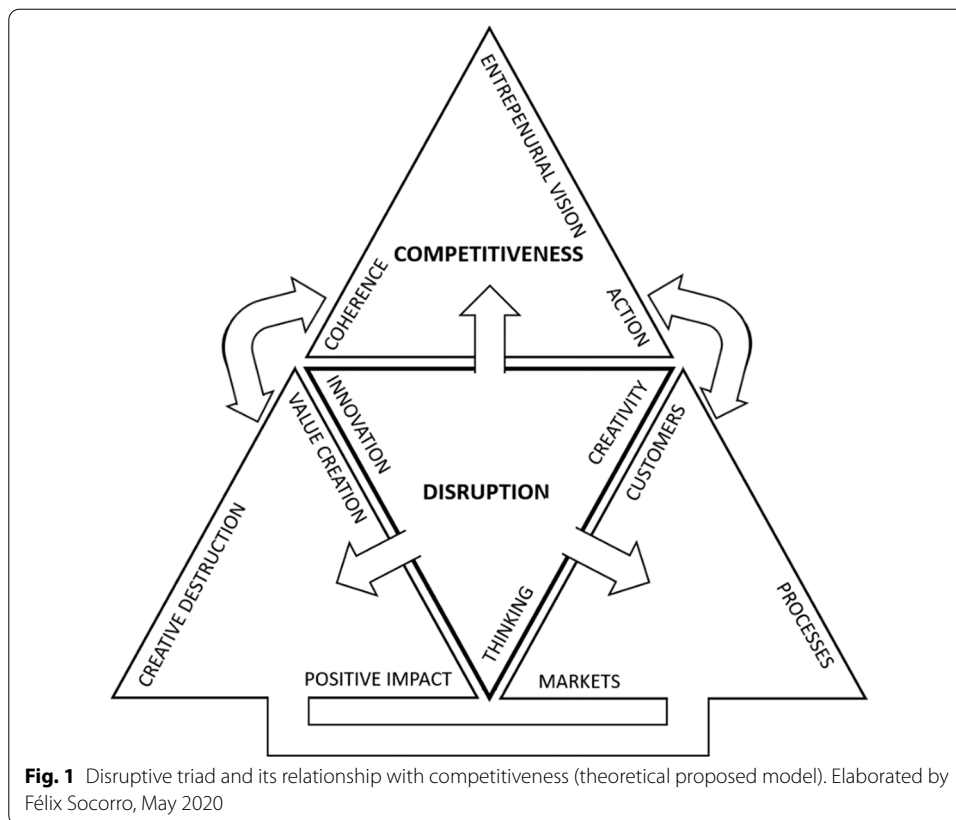 ENTREPENURIAL VISION
COMPETITIVENESS
COHERENCE
ACTION
INNOVATION
CREATIVITY
VALUE CREATION
CUSTOMERS
DISRUPTION
CREATIVE DESTRUCTION
THINKING
PROCESSES
POSITIVE IMPACT
MARKETS
Fig. 1 Disruptive triad and its relationship with competitiveness (theoretical proposed model). Elaborated by
Félix Socorro, May 2020